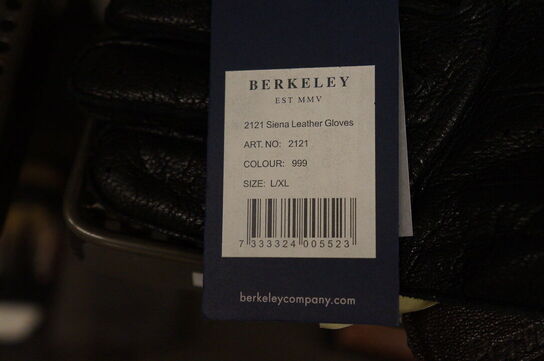 BERKELEY
EST MMV
2121 Siena Leather Gloves
ART. NO: 2121
COLOUR: 999
SIZE: L/XL
7 333324 005523
berkeleycompany.com